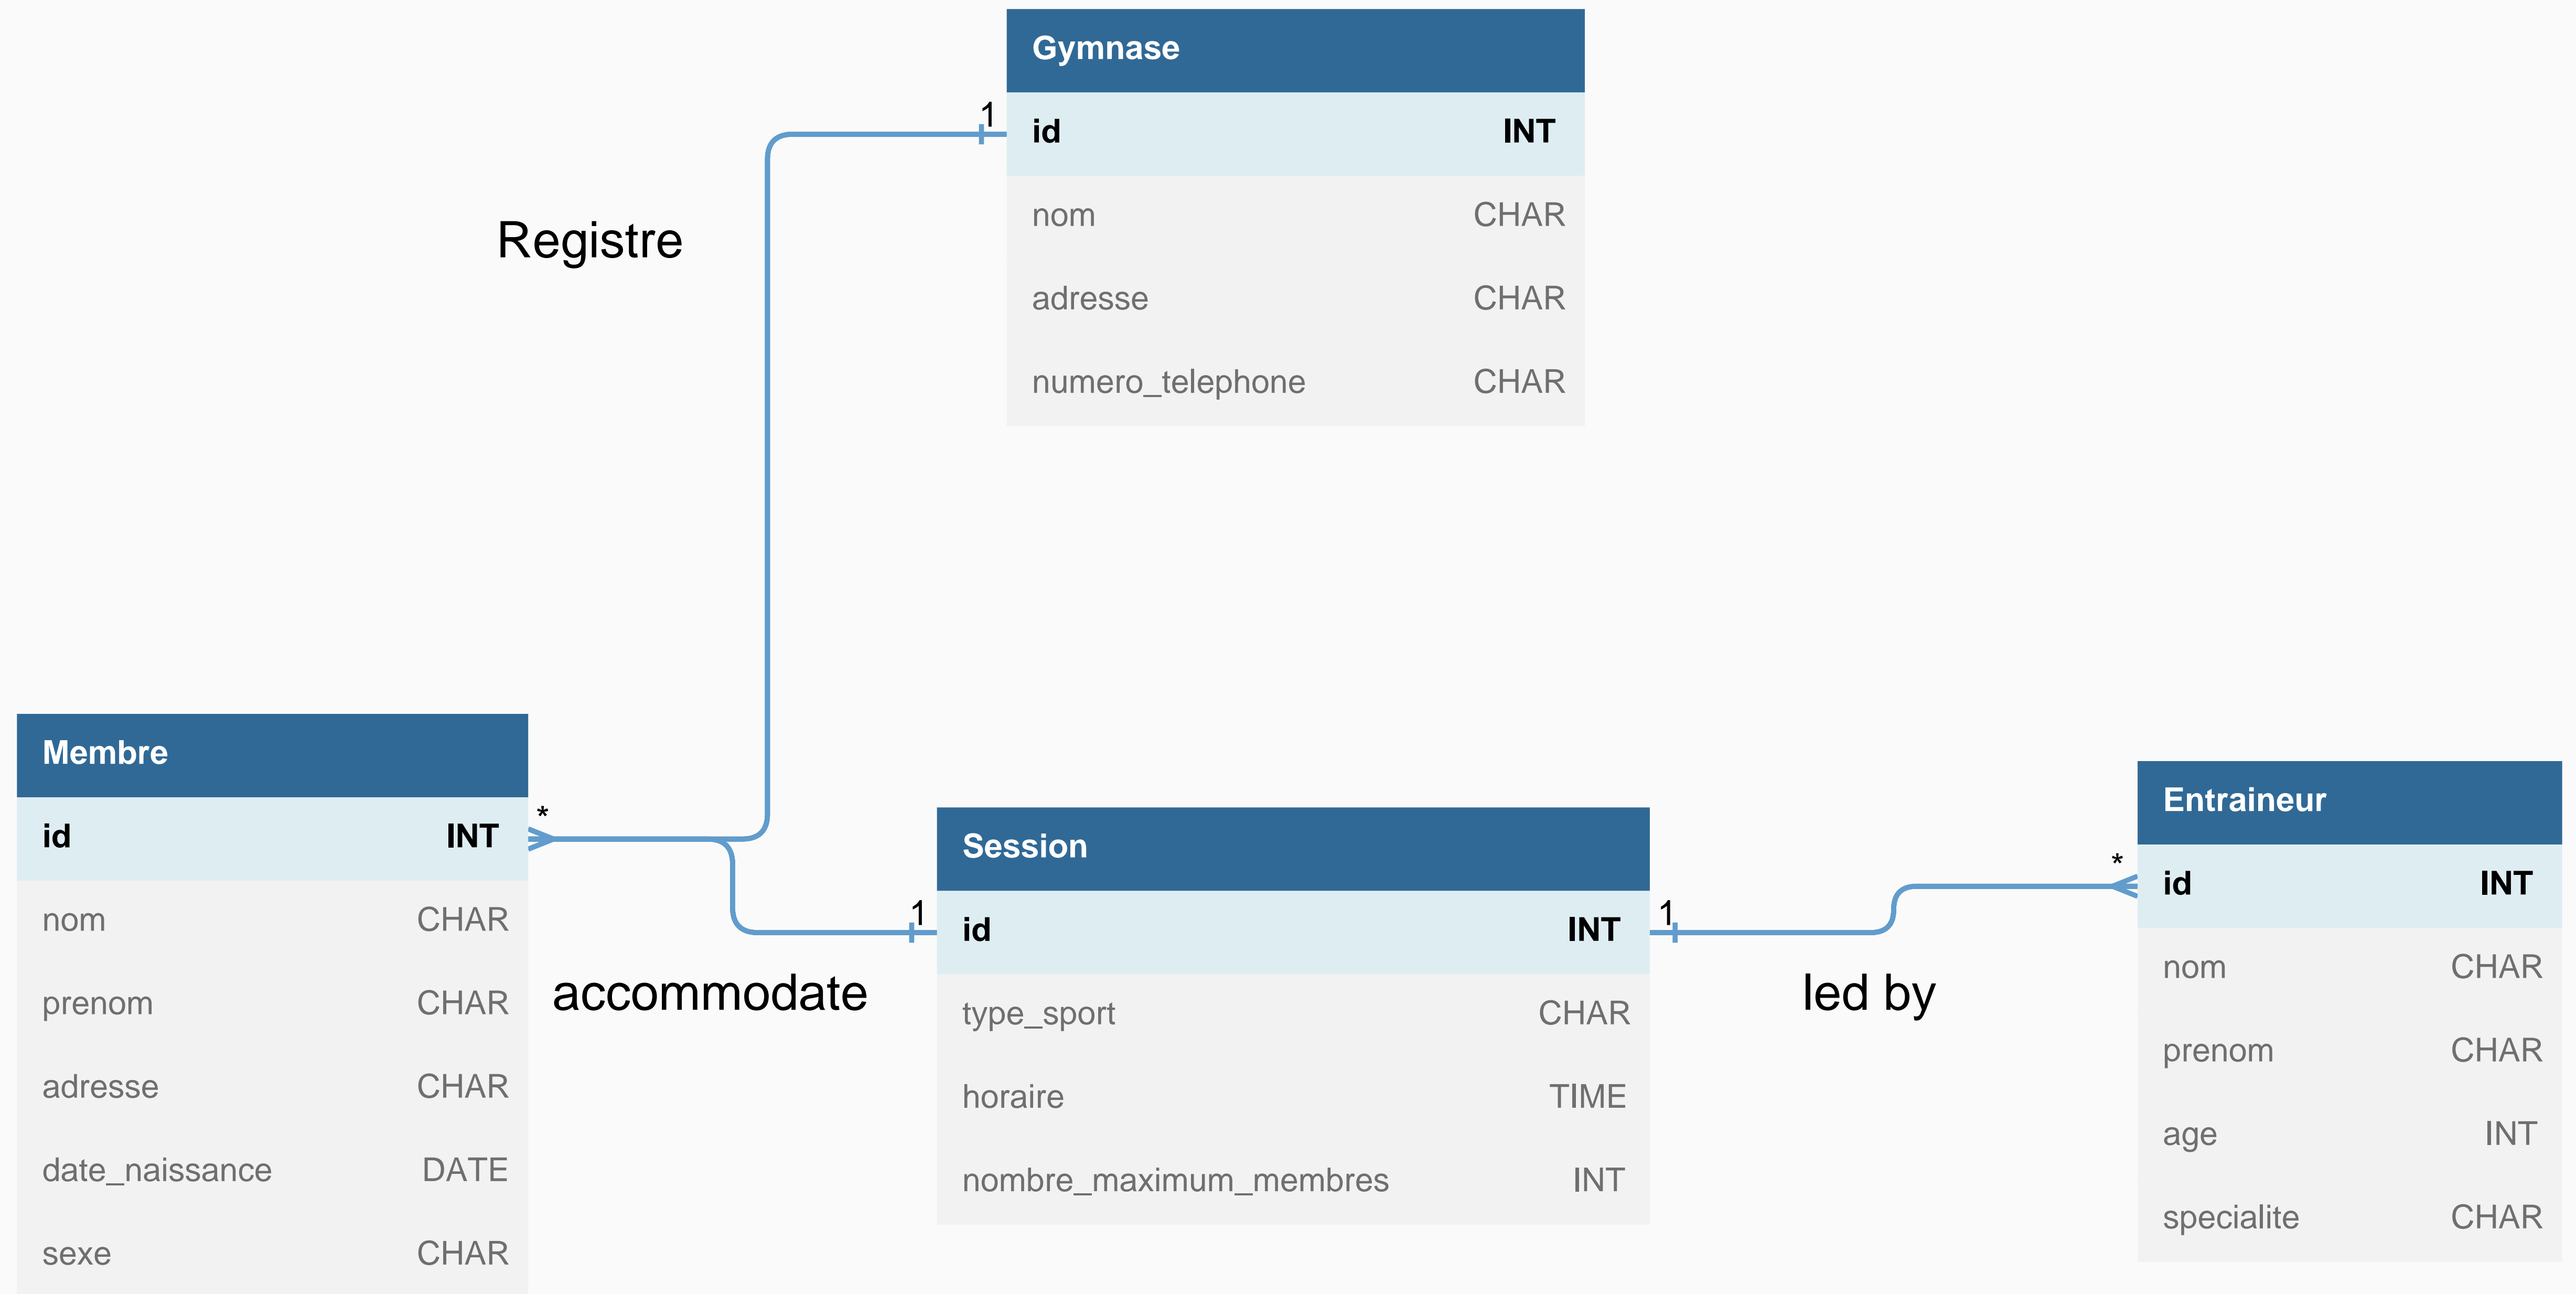 Gymnase
1
id INT
nom CHAR
adresse CHAR
numero_telephone CHAR
Registre
Membre
*
id INT
nom CHAR
prenom CHAR
adresse CHAR
date_naissance DATE
sexe CHAR
accommodate
Session
1
id INT
1
type_sport CHAR
horaire TIME
nombre_maximum_membres INT
led by
Entraineur
*
id INT
nom CHAR
prenom CHAR
age INT
specialite CHAR